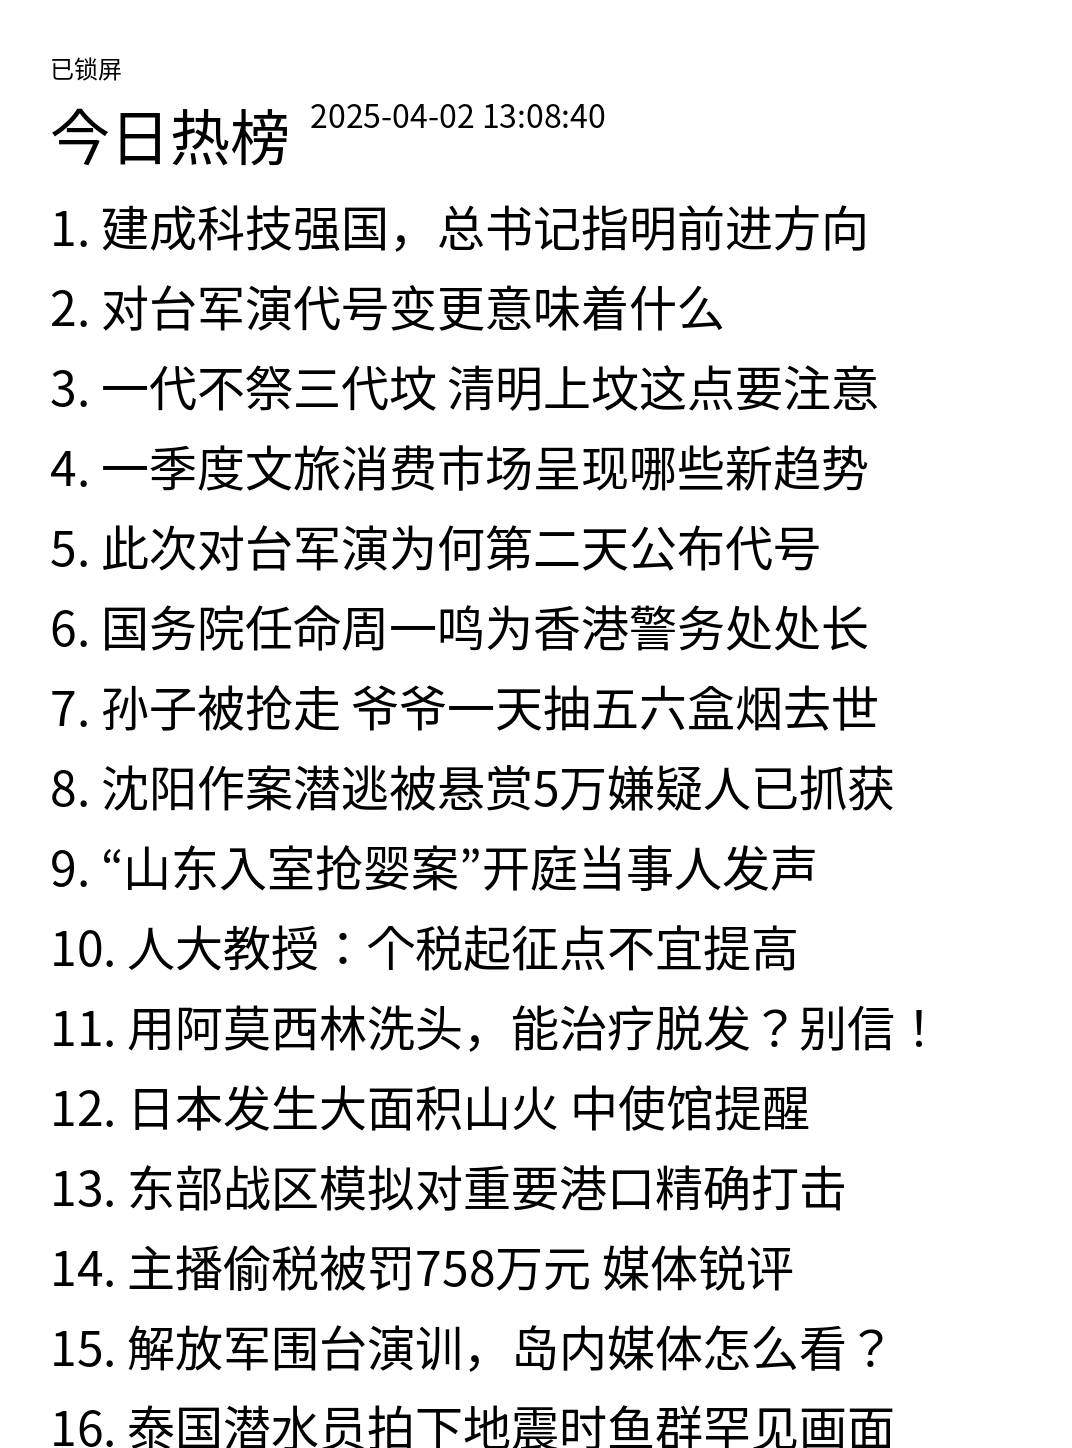 已锁屏
今日热榜 2025-04-02 13:08:40
1. 建成科技强国，总书记指明前进方向
2. 对台军演代号变更意味着什么
3. 一代不祭三代坟 清明上坟这点要注意
4. 一季度文旅消费市场呈现哪些新趋势
5. 此次对台军演为何第二天公布代号
6. 国务院任命周一鸣为香港警务处处长
7. 孙子被抢走 爷爷一天抽五六盒烟去世
8. 沈阳作案潜逃被悬赏5万嫌疑人已抓获
9. “山东入室抢婴案”开庭当事人发声
10. 人大教授：个税起征点不宜提高
11. 用阿莫西林洗头，能治疗脱发？别信！
12. 日本发生大面积山火 中使馆提醒
13. 东部战区模拟对重要港口精确打击
14. 主播偷税被罚758万元 媒体锐评
15. 解放军围台演训，岛内媒体怎么看？
16. 泰国潜水员拍下地震时鱼群罕见画面